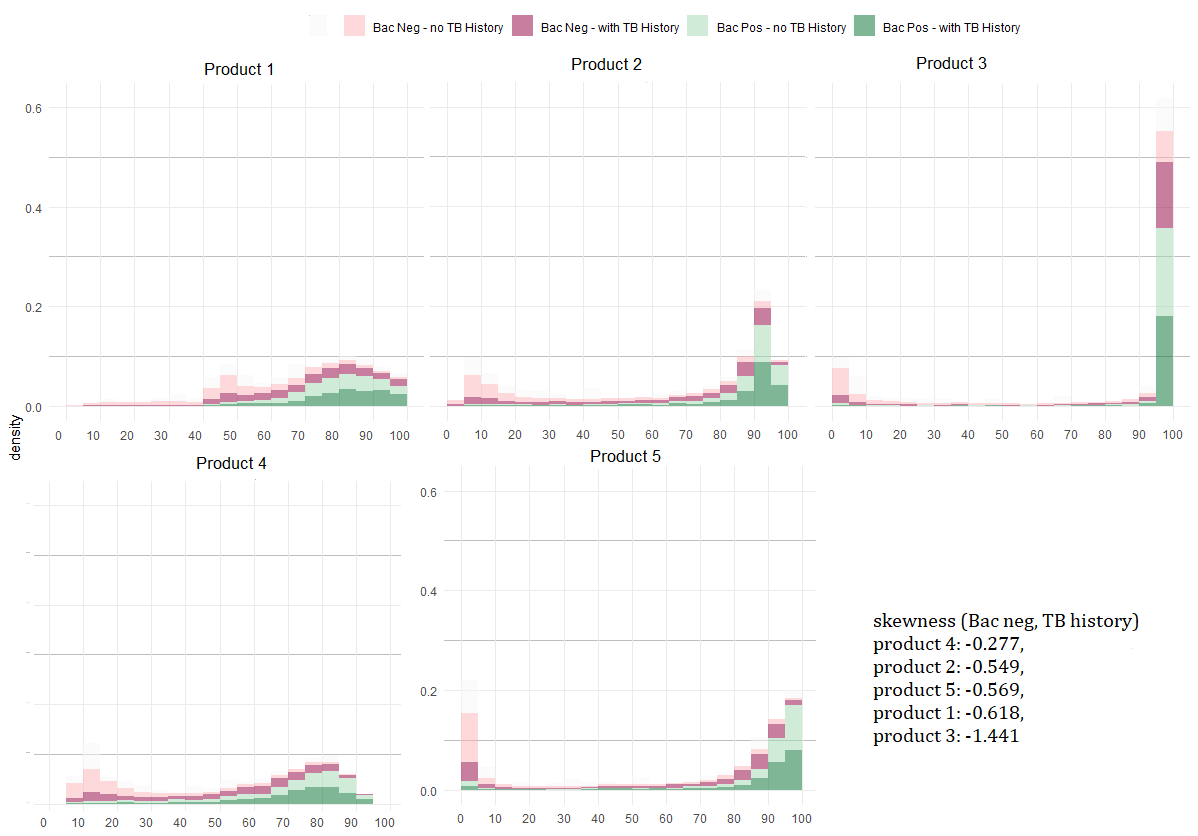 Bac Neg - no TB History Bac Neg - with TB History Bac Pos - no TB History Bac Pos - with TB History
Product 1
Product 2
Product 3
0.6
0.4
0.2
0.0
0 10 20 30 40 50 60 70 80 90 100
0 10 20 30 40 50 60 70 80 90 100
0 10 20 30 40 50 60 70 80 90 100
density
Product 4
Product 5
0.6
0.4
0.2
0.0
0 10 20 30 40 50 60 70 80 90 100
0 10 20 30 40 50 60 70 80 90 100
skewness (Bac neg, TB history)
product 4: -0.277,
product 2: -0.549,
product 5: -0.569,
product 1: -0.618,
product 3: -1.441